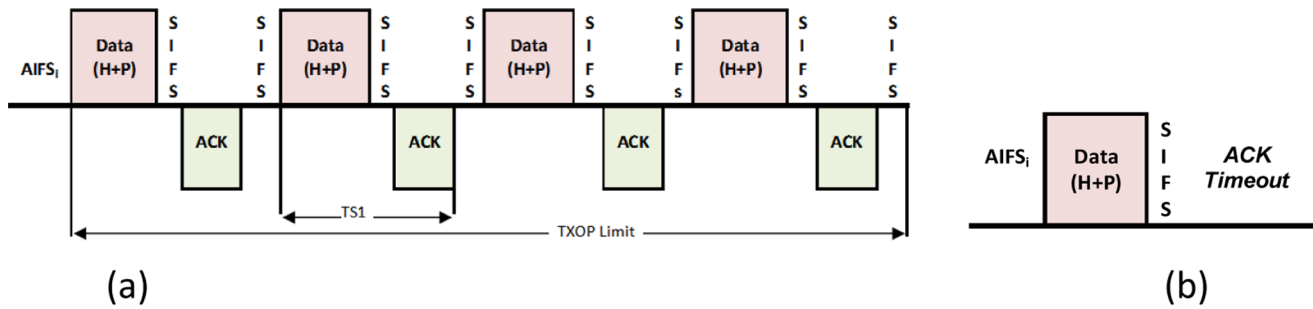 AIFSi
Data
(H+P)
S
I
F
S
ACK
S
I
F
S
Data
(H+P)
S
I
F
S
ACK
S
I
F
S
Data
(H+P)
S
I
F
S
ACK
S
I
F
s
Data
(H+P)
S
I
F
S
ACK
S
I
F
S
TS1
TXOP Limit
(a)
AIFSi
Data
(H+P)
S
I
F
S
ACK
Timeout
(b)